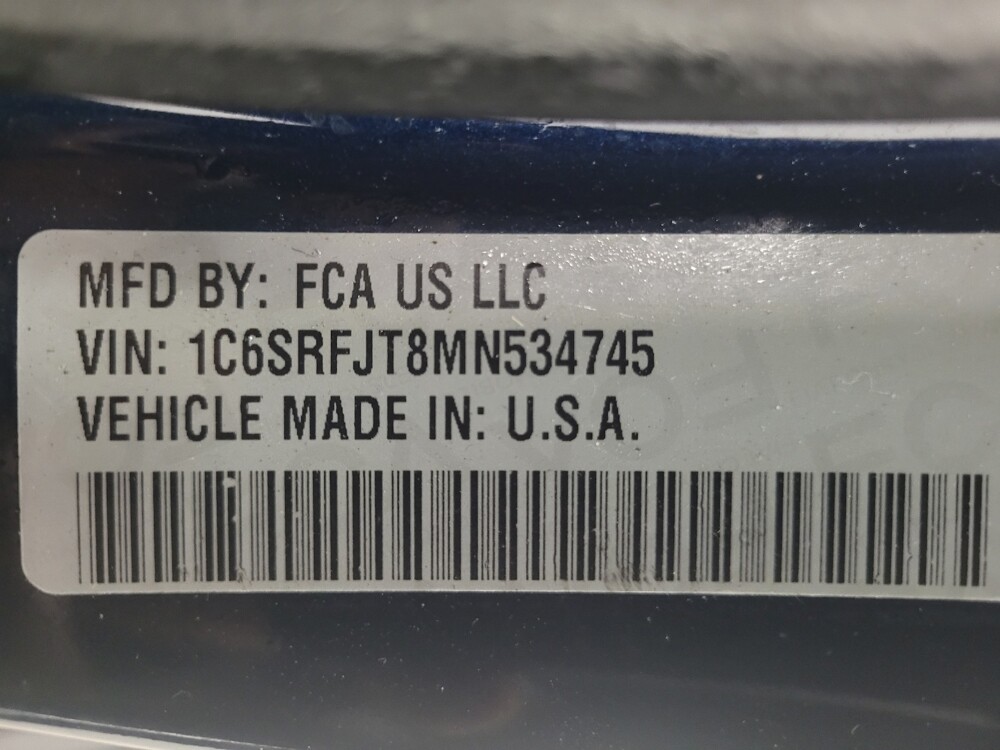 MFD BY: FCA US LLC
VIN: 1C6SRFJT8MN534745
VEHICLE MADE IN: U.S.A.